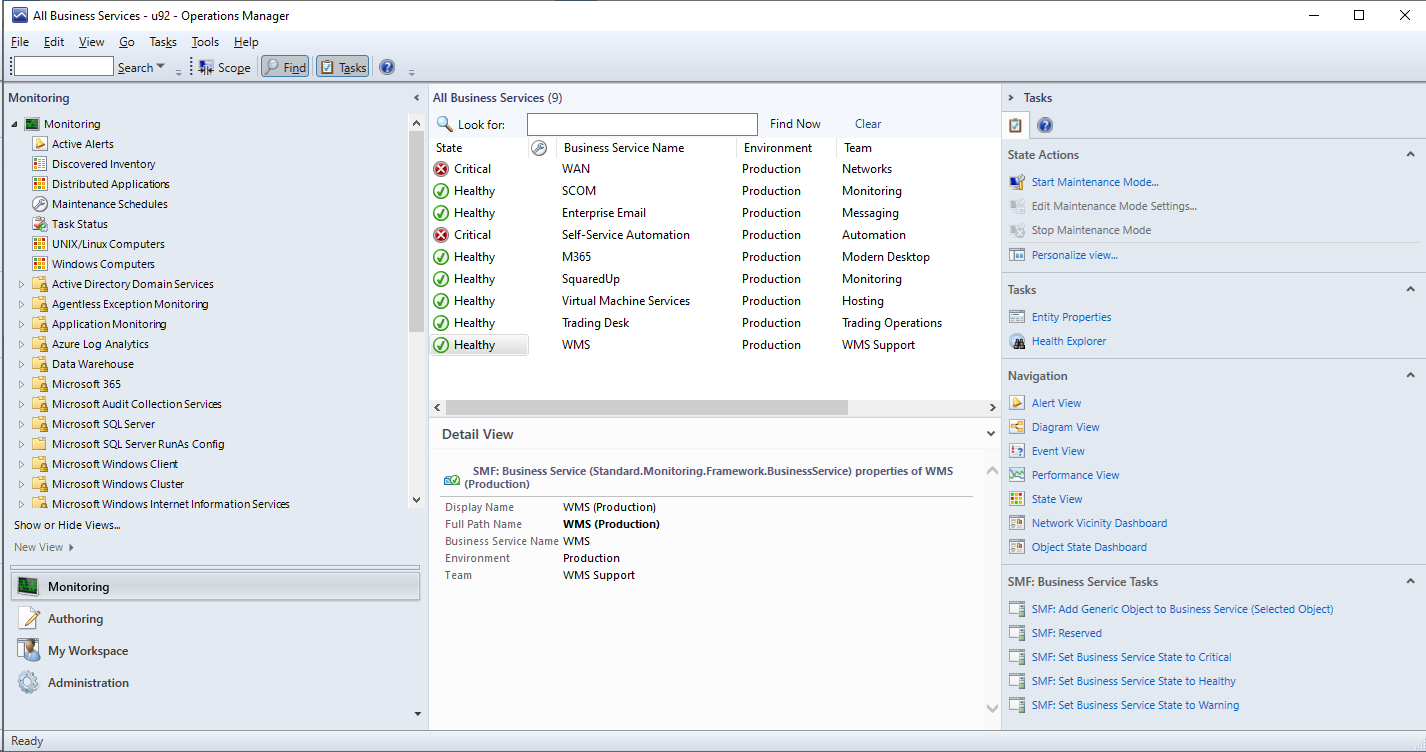 All Business Services - u92 - Operations Manager
File Edit View Go Tasks Tools Help
Search Scope Find Tasks
Monitoring
Monitoring
Active Alerts
Discovered Inventory
Distributed Applications
Maintenance Schedules
Task Status
UNIX/Linux Computers
Windows Computers
Active Directory Domain Services
Agentless Exception Monitoring
Application Monitoring
Azure Log Analytics
Data Warehouse
Microsoft 365
Microsoft Audit Collection Services
Microsoft SQL Server
Microsoft SQL Server RunAs Config
Microsoft Windows Client
Microsoft Windows Cluster
Microsoft Windows Internet Information Services
Show or Hide Views...
New View
Monitoring
Authoring
My Workspace
Administration
All Business Services (9)
Look for: Find Now Clear
State Business Service Name Environment Team
Critical WAN Production Networks
Healthy SCOM Production Monitoring
Healthy Enterprise Email Production Messaging
Critical Self-Service Automation Production Automation
Healthy M365 Production Modern Desktop
Healthy SquaredUp Production Monitoring
Healthy Virtual Machine Services Production Hosting
Healthy Trading Desk Production Trading Operations
Healthy WMS Production WMS Support
Detail View
SMF: Business Service (Standard.Monitoring.Framework.BusinessService) properties of WMS
(Production)
Display Name WMS (Production)
Full Path Name WMS (Production)
Business Service Name WMS
Environment Production
Team WMS Support
Tasks
State Actions
Start Maintenance Mode...
Edit Maintenance Mode Settings...
Stop Maintenance Mode
Personalize view...
Tasks
Entity Properties
Health Explorer
Navigation
Alert View
Diagram View
Event View
Performance View
State View
Network Vicinity Dashboard
Object State Dashboard
SMF: Business Service Tasks
SMF: Add Generic Object to Business Service (Selected Object)
SMF: Reserved
SMF: Set Business Service State to Critical
SMF: Set Business Service State to Healthy
SMF: Set Business Service State to Warning
Ready